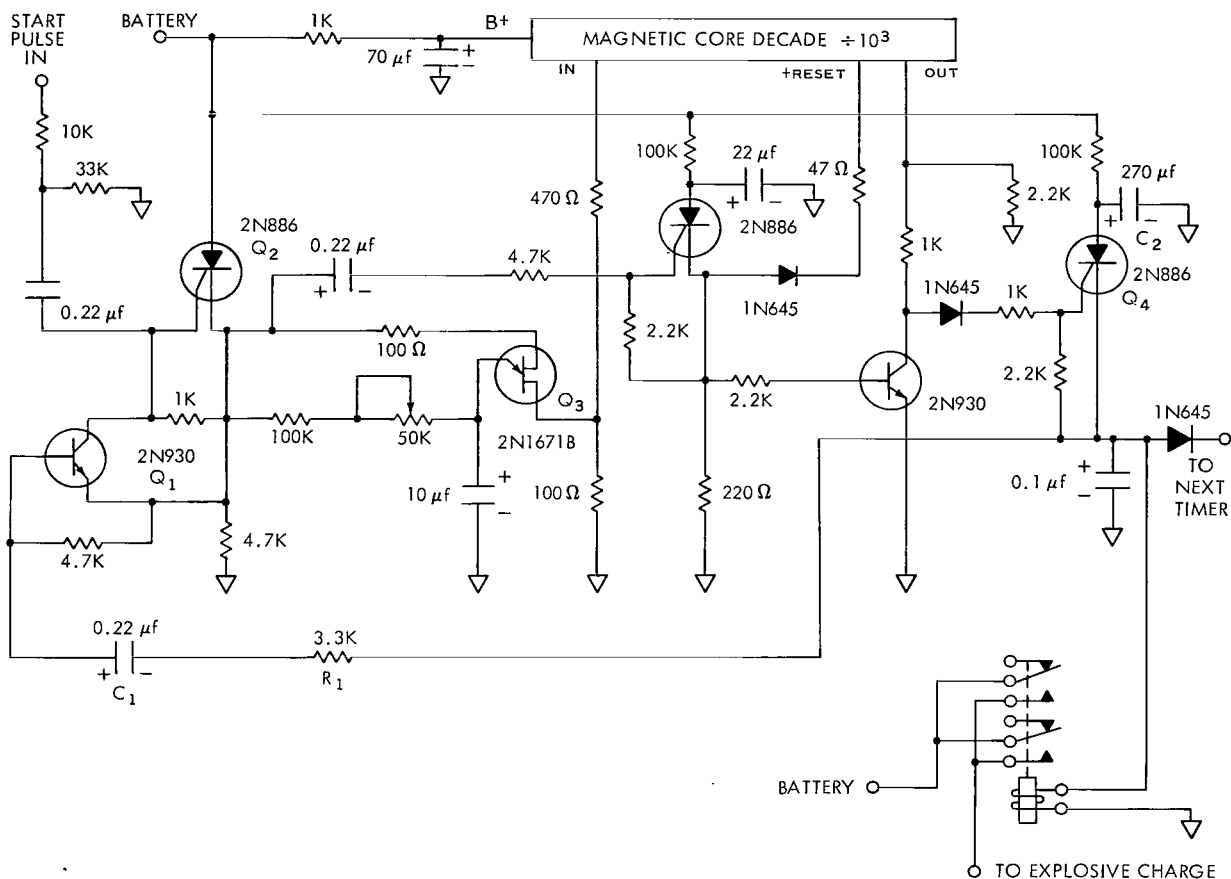 START
PULSE
IN
BATTERY
1K
B+
MAGNETIC CORE DECADE ÷10³
70 µf
+
−
IN
+RESET
OUT
10K
33K
100K
22 µf
+ −
47 Ω
470 Ω
100K
270 µf
+ −
C₂
2.2K
2N886
Q₂
0.22 µf
+ −
4.7K
2N886
1K
2N886
Q₄
0.22 µf
1N645
1N645
1K
100 Ω
2.2K
2.2K
Q₃
1K
100K
50K
2N1671B
2.2K
2N930
1N645
2N930
Q₁
10 µf
+
−
100 Ω
220 Ω
0.1 µf
+
−
TO
NEXT
TIMER
4.7K
4.7K
0.22 µf
+ −
C₁
3.3K
R₁
BATTERY
TO EXPLOSIVE CHARGE